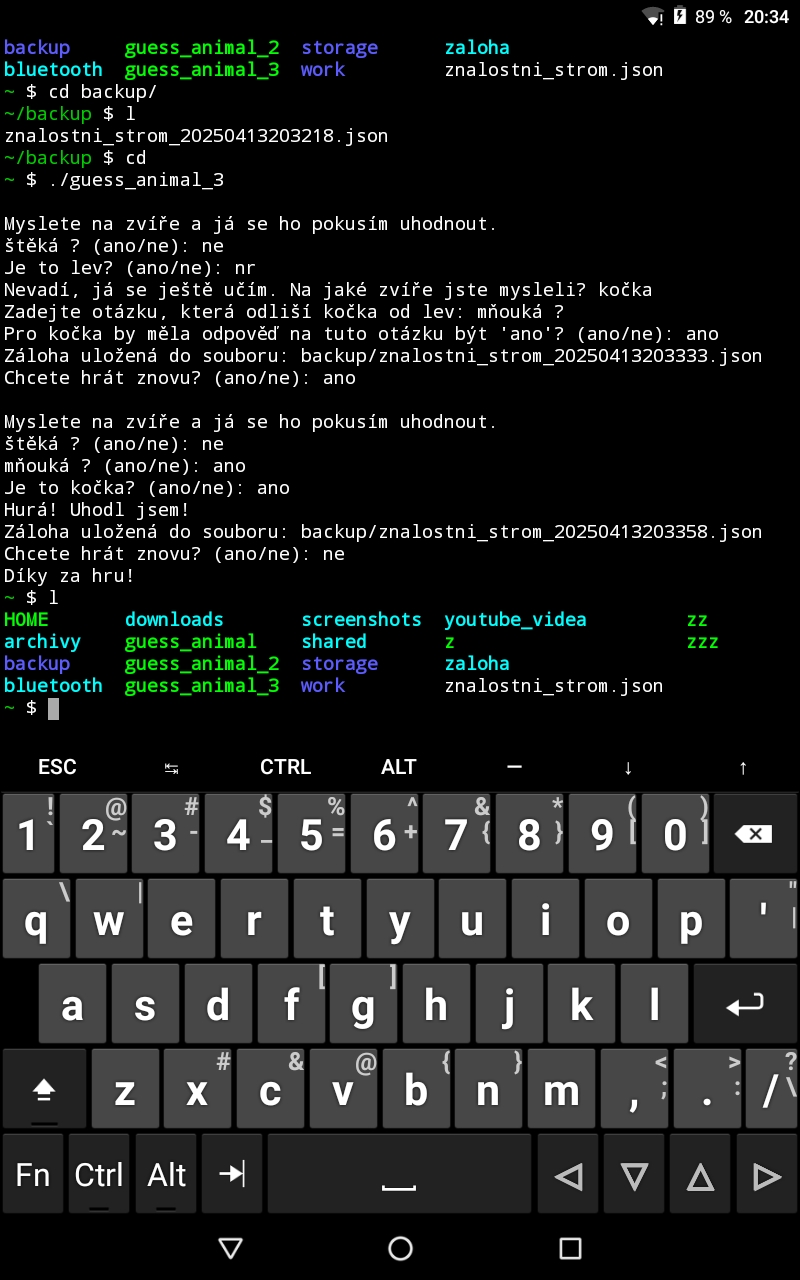 89 % 20:34
backup guess_animal_2 storage zaloha
bluetooth guess_animal_3 work znalostni_strom.json
~ $ cd backup/
~/backup $ l
znalostni_strom_20250413203218.json
~/backup $ cd
~ $ ./guess_animal_3
Myslete na zvíře a já se ho pokusím uhodnout.
štěká ? (ano/ne): ne
Je to lev? (ano/ne): nr
Nevadí, já se ještě učím. Na jaké zvíře jste mysleli? kočka
Zadejte otázku, která odliší kočka od lev: mňouká ?
Pro kočka by měla odpověď na tuto otázku být 'ano'? (ano/ne): ano
Záloha uložená do souboru: backup/znalostni_strom_20250413203333.json
Chcete hrát znovu? (ano/ne): ano
Myslete na zvíře a já se ho pokusím uhodnout.
štěká ? (ano/ne): ne
mňouká ? (ano/ne): ano
Je to kočka? (ano/ne): ano
Hurá! Uhodl jsem!
Záloha uložená do souboru: backup/znalostni_strom_20250413203358.json
Chcete hrát znovu? (ano/ne): ne
Díky za hru!
~ $ l
HOME downloads screenshots youtube_videa zz
archivy guess_animal shared z zzz
backup guess_animal_2 storage zaloha
bluetooth guess_animal_3 work znalostni_strom.json
~ $
ESC ↹ CTRL ALT — ↓ ↑
1 ! ` 2 @ ~ 3 # - 4 $ _ 5 % = 6 ^ + 7 & { 8 * } 9 ( [ 0 ) ]
q \ w | e r t y u i o p ' " |
a s d f [ g ] h j k l
z x # c & v @ b { n } m , < ; . > : / ? \
Fn Ctrl Alt